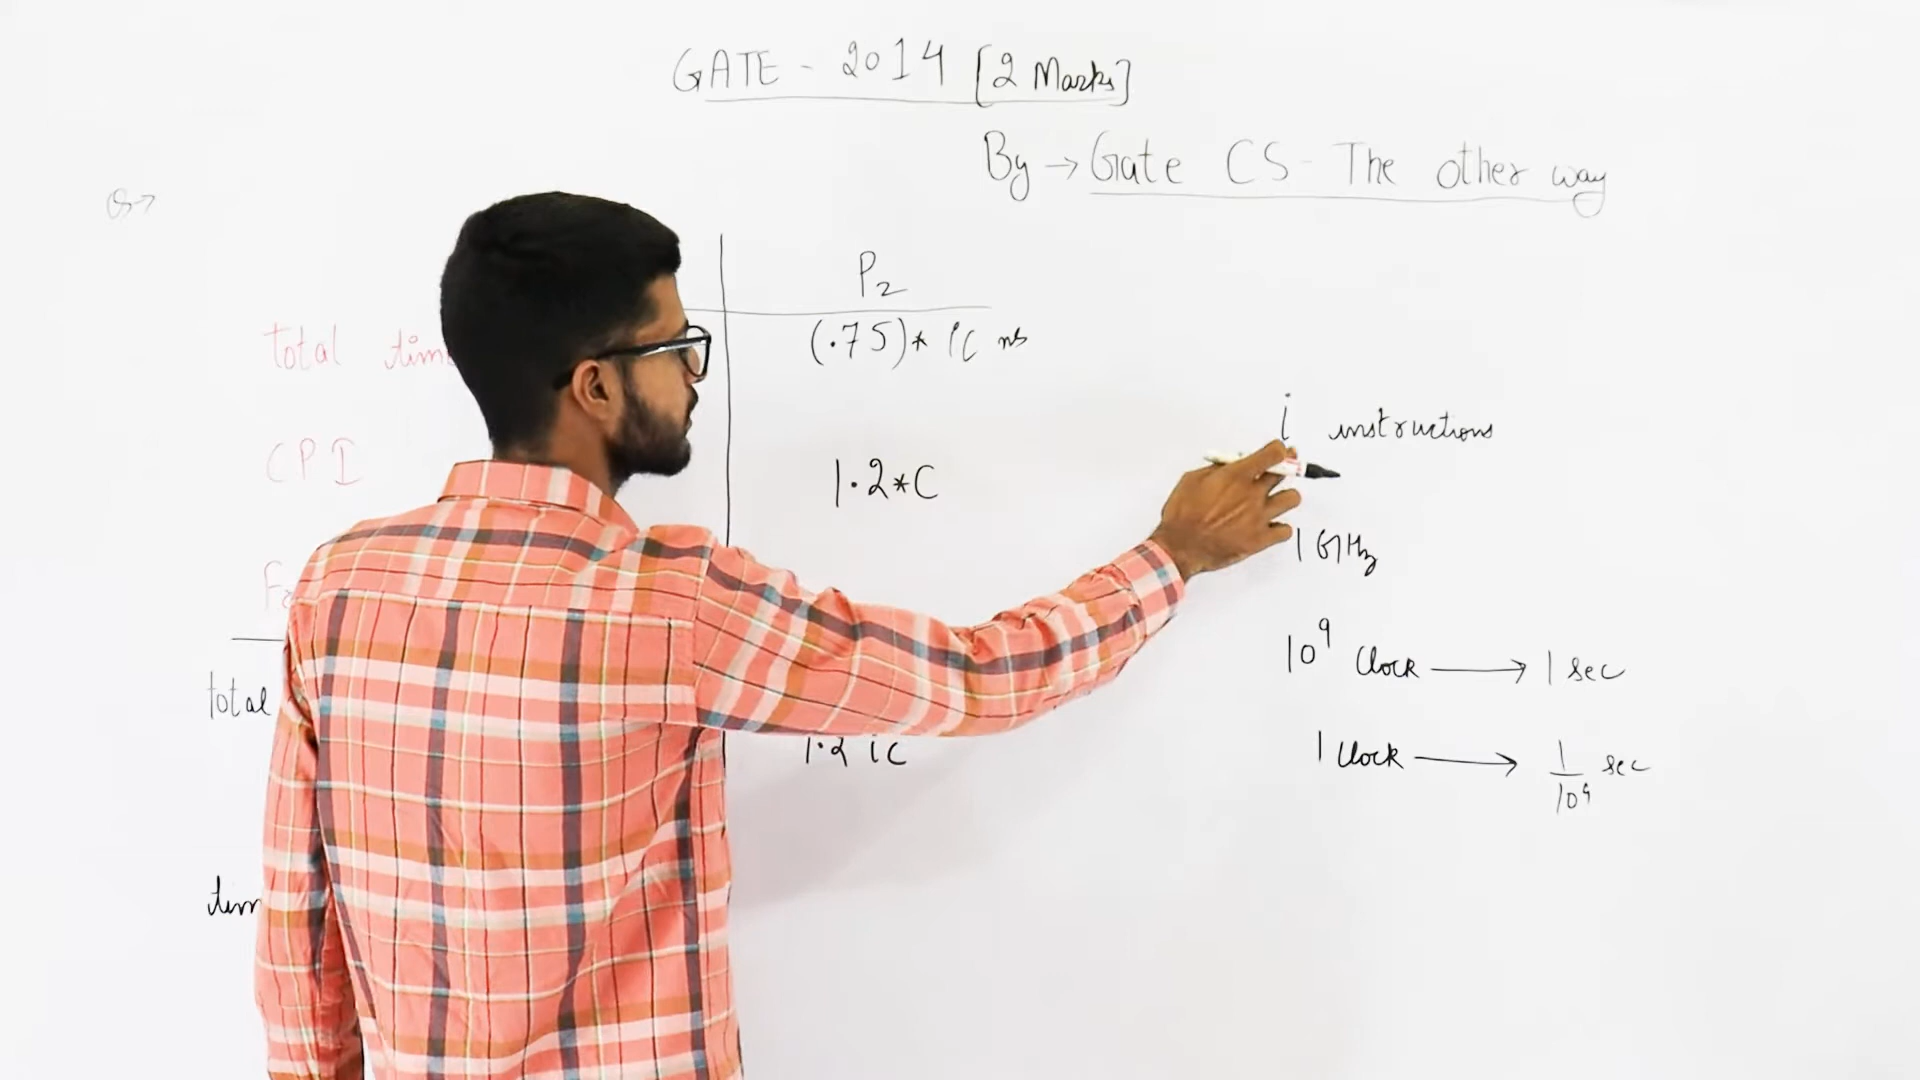 GATE - 2014 [2 Marks]
By → Gate CS - The other way
Q→
P2
total (.75)* iC ns
i instructions
CPI 1.2*C
1 GHz
10^9 Clock → 1 sec
total
1.2 iC
1 Clock → 1/10^9 sec